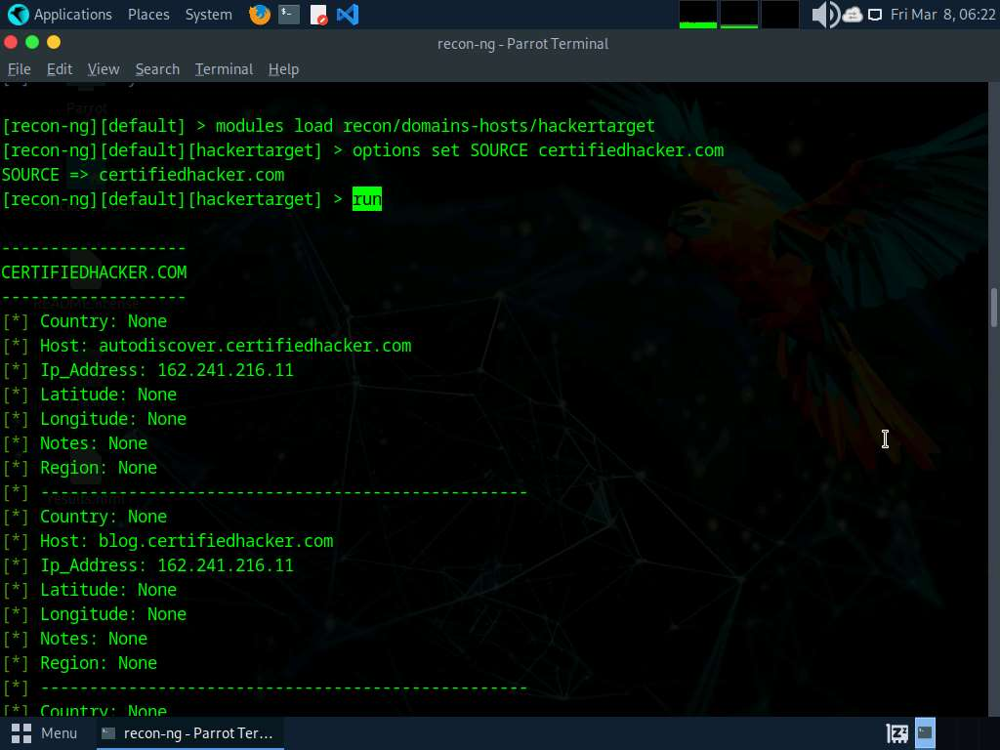 Applications Places System
Fri Mar 8, 06:22
recon-ng - Parrot Terminal
File Edit View Search Terminal Help
Parrot
[recon-ng][default] > modules load recon/domains-hosts/hackertarget
[recon-ng][default][hackertarget] > options set SOURCE certifiedhacker.com
SOURCE => certifiedhacker.com
[recon-ng][default][hackertarget] > run
-------------------
CERTIFIEDHACKER.COM
-------------------
[*] Country: None
[*] Host: autodiscover.certifiedhacker.com
[*] Ip_Address: 162.241.216.11
[*] Latitude: None
[*] Longitude: None
[*] Notes: None
[*] Region: None
[*] --------------------------------------------------
[*] Country: None
[*] Host: blog.certifiedhacker.com
[*] Ip_Address: 162.241.216.11
[*] Latitude: None
[*] Longitude: None
[*] Notes: None
[*] Region: None
[*] --------------------------------------------------
[*] Country: None
Menu recon-ng - Parrot Ter...